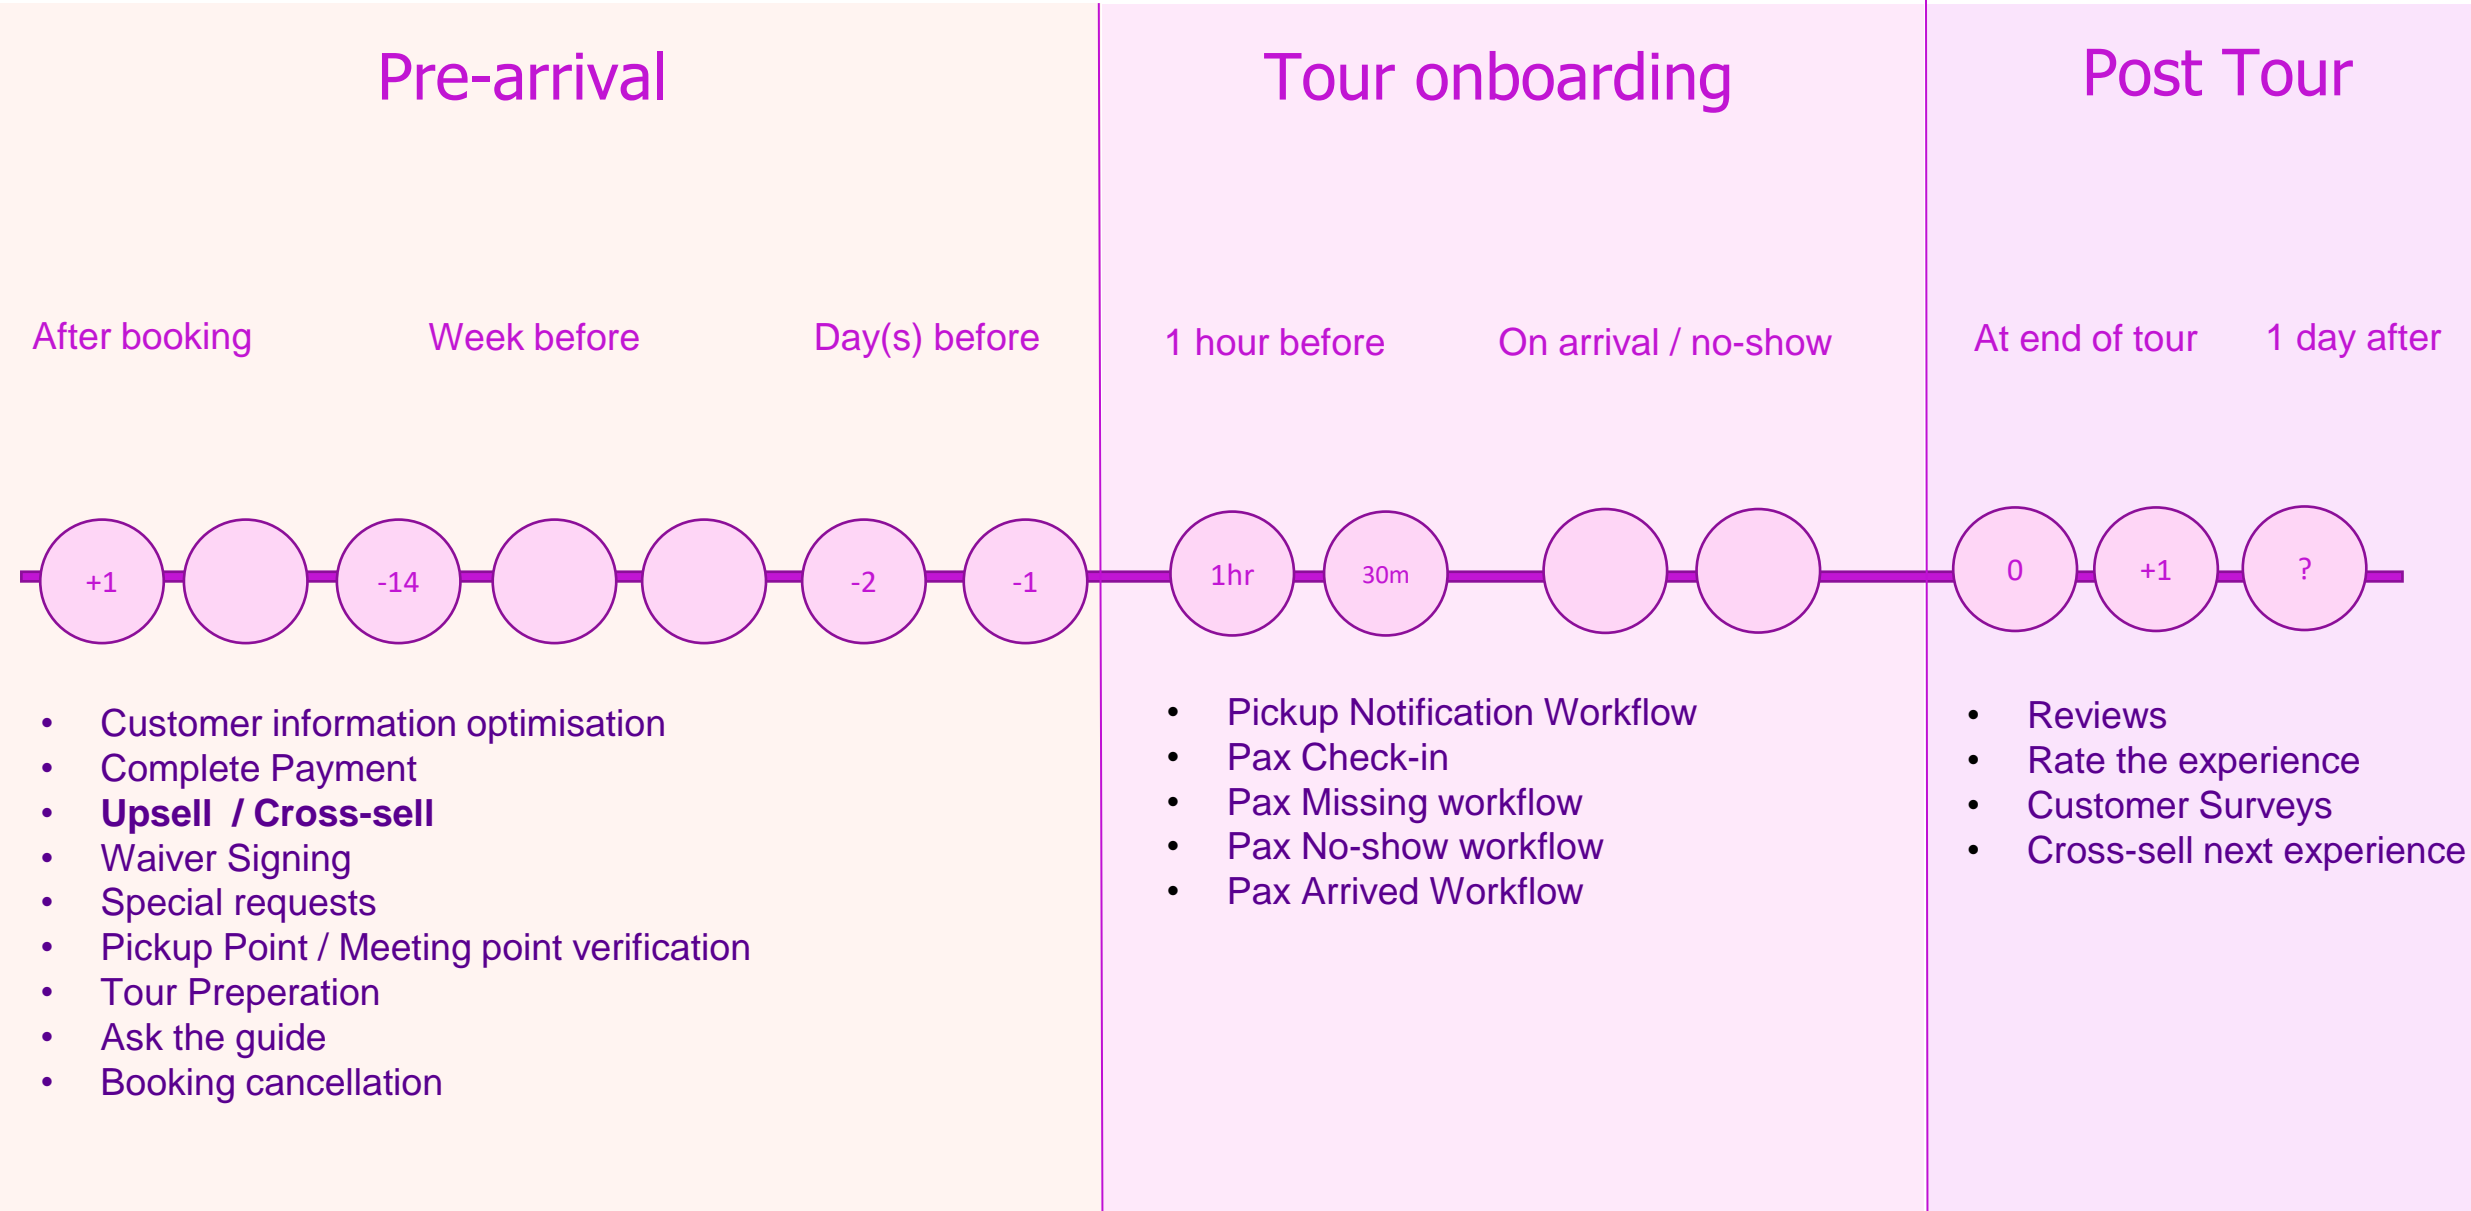 Pre-arrival
After booking
Week before
Day(s) before
+1
-14
-2
-1
• Customer information optimisation
• Complete Payment
• Upsell / Cross-sell
• Waiver Signing
• Special requests
• Pickup Point / Meeting point verification
• Tour Preperation
• Ask the guide
• Booking cancellation
Tour onboarding
1 hour before
On arrival / no-show
1hr
30m
• Pickup Notification Workflow
• Pax Check-in
• Pax Missing workflow
• Pax No-show workflow
• Pax Arrived Workflow
Post Tour
At end of tour
1 day after
0
+1
?
• Reviews
• Rate the experience
• Customer Surveys
• Cross-sell next experience